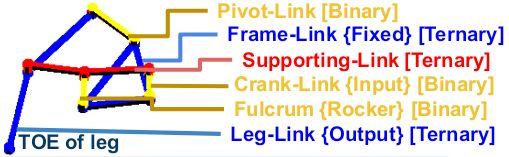 Pivot-Link [Binary]
Frame-Link {Fixed} [Ternary]
Supporting-Link [Ternary]
Crank-Link {Input} [Binary]
Fulcrum {Rocker} [Binary]
Leg-Link {Output} [Ternary]
TOE of leg